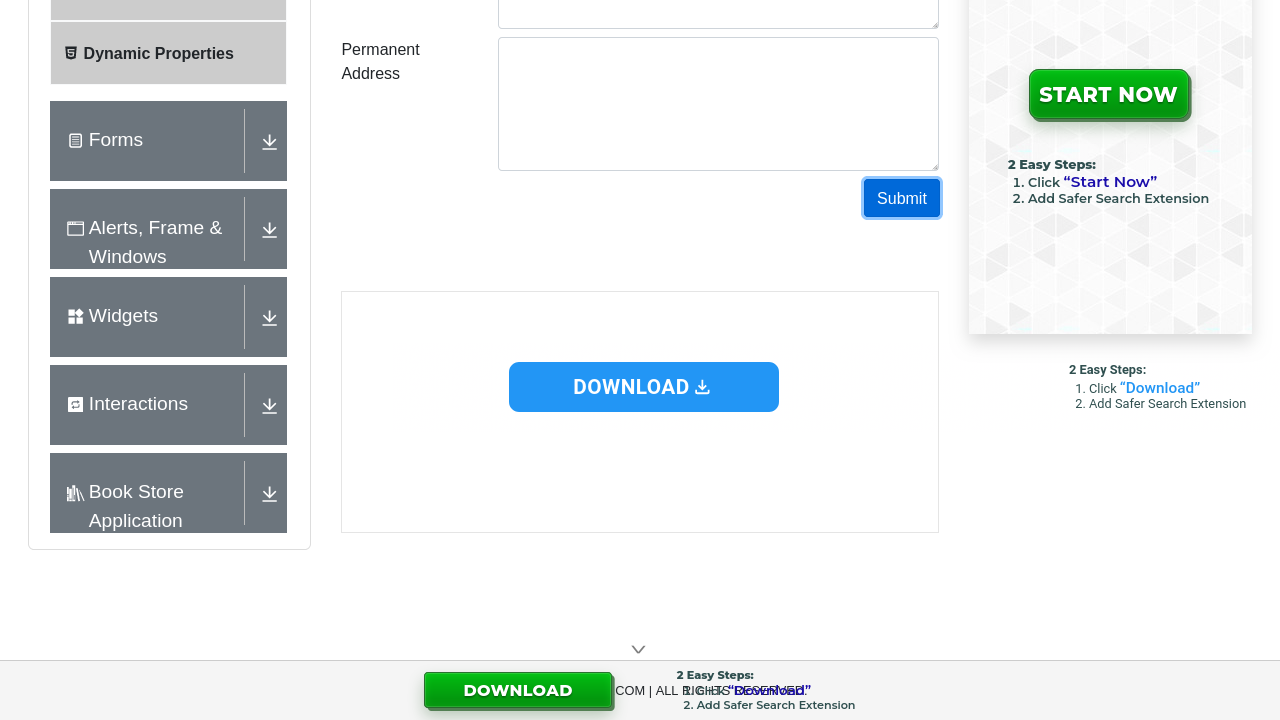 Dynamic Properties
Forms
Alerts, Frame &
Windows
Widgets
Interactions
Book Store
Application
Permanent
Address
Submit
DOWNLOAD
START NOW
2 Easy Steps:
1. Click “Start Now”
2. Add Safer Search Extension
2 Easy Steps:
1. Click “Download”
2. Add Safer Search Extension
DOWNLOAD
COM | ALL RIGHTS RESERVED.
2 Easy Steps:
1. Click “Download”
2. Add Safer Search Extension